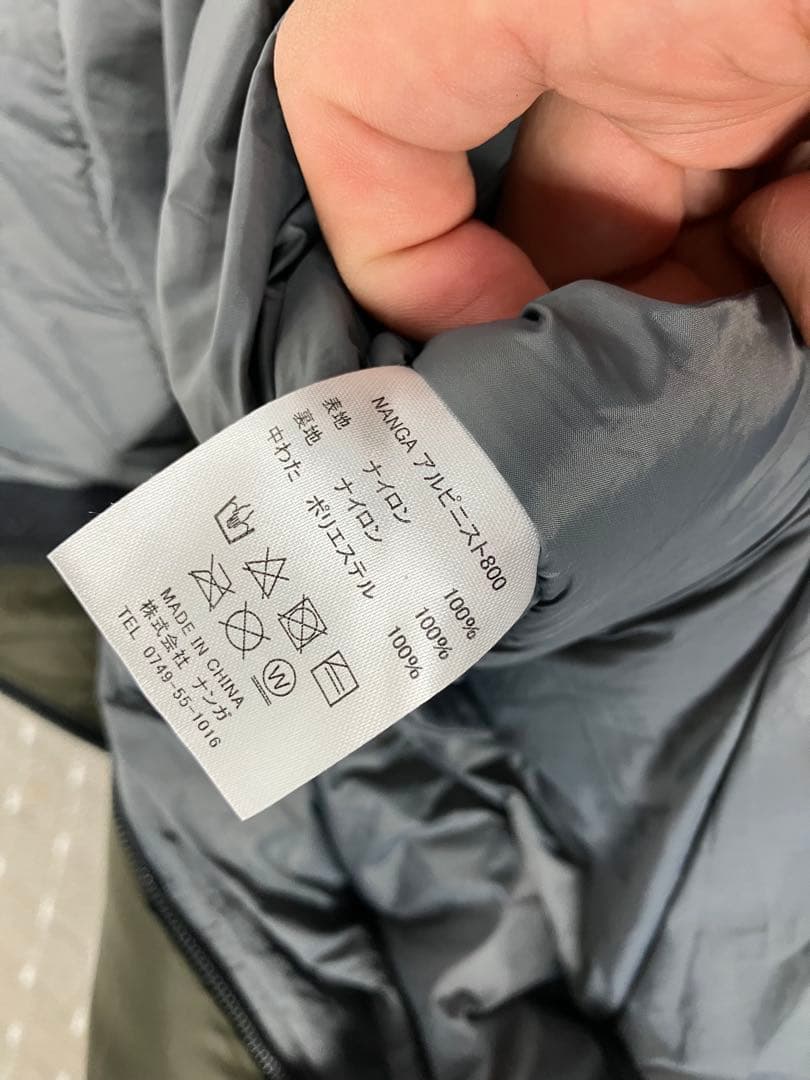 NANGA アルピニスト800
表地 ナイロン 100%
裏地 ナイロン 100%
中わた ポリエステル 100%
W
MADE IN CHINA
株式会社 ナンガ
TEL 0749-55-1016